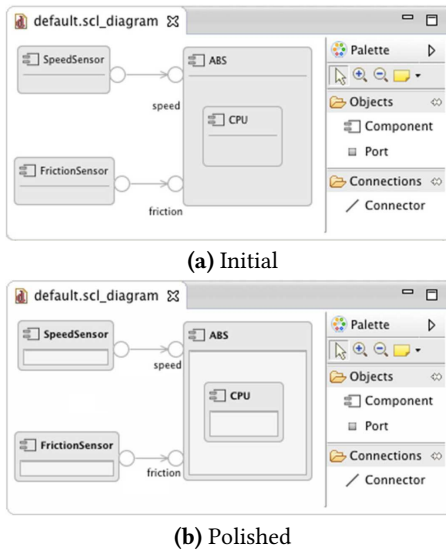 default.scl_diagram
SpeedSensor
ABS
speed
CPU
FrictionSensor
friction
Palette
Objects
Component
Port
Connections
Connector
(a) Initial
default.scl_diagram
SpeedSensor
ABS
speed
CPU
FrictionSensor
friction
Palette
Objects
Component
Port
Connections
Connector
(b) Polished